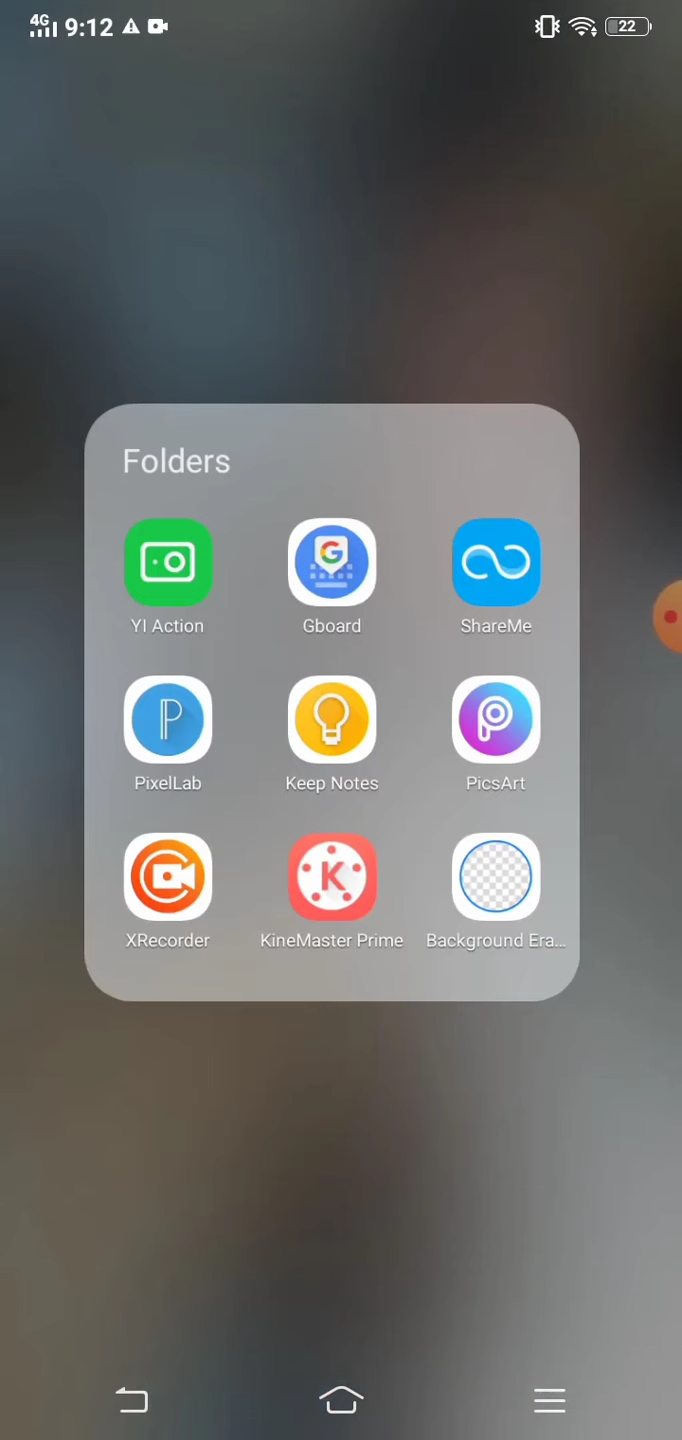 4G 9:12 22
Folders
YI Action Gboard ShareMe
PixelLab Keep Notes PicsArt
K
XRecorder KineMaster Prime Background Era...